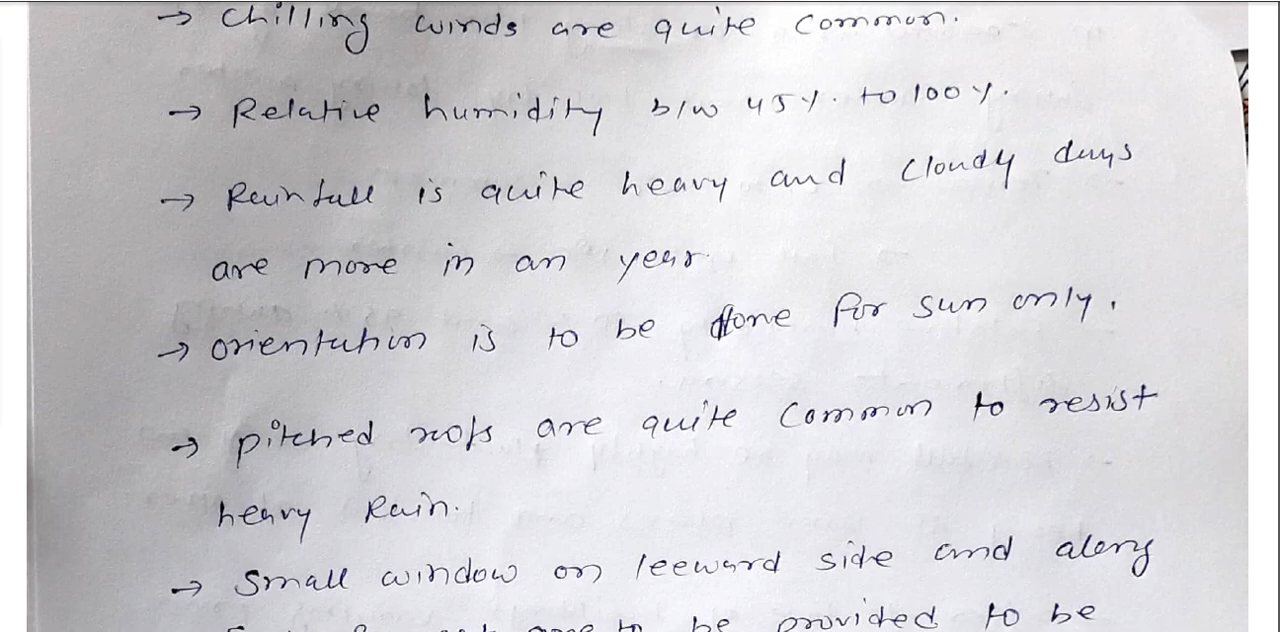 → Chilling winds are quite common.
→ Relative humidity b/w 45%. to 100%.
→ Rainfall is quite heavy and cloudy days
are more in an year.
→ orientation is to be done for sun only.
→ pitched roofs are quite common to resist
heavy Rain.
→ Small window on leeward side and along
are to be provided to be